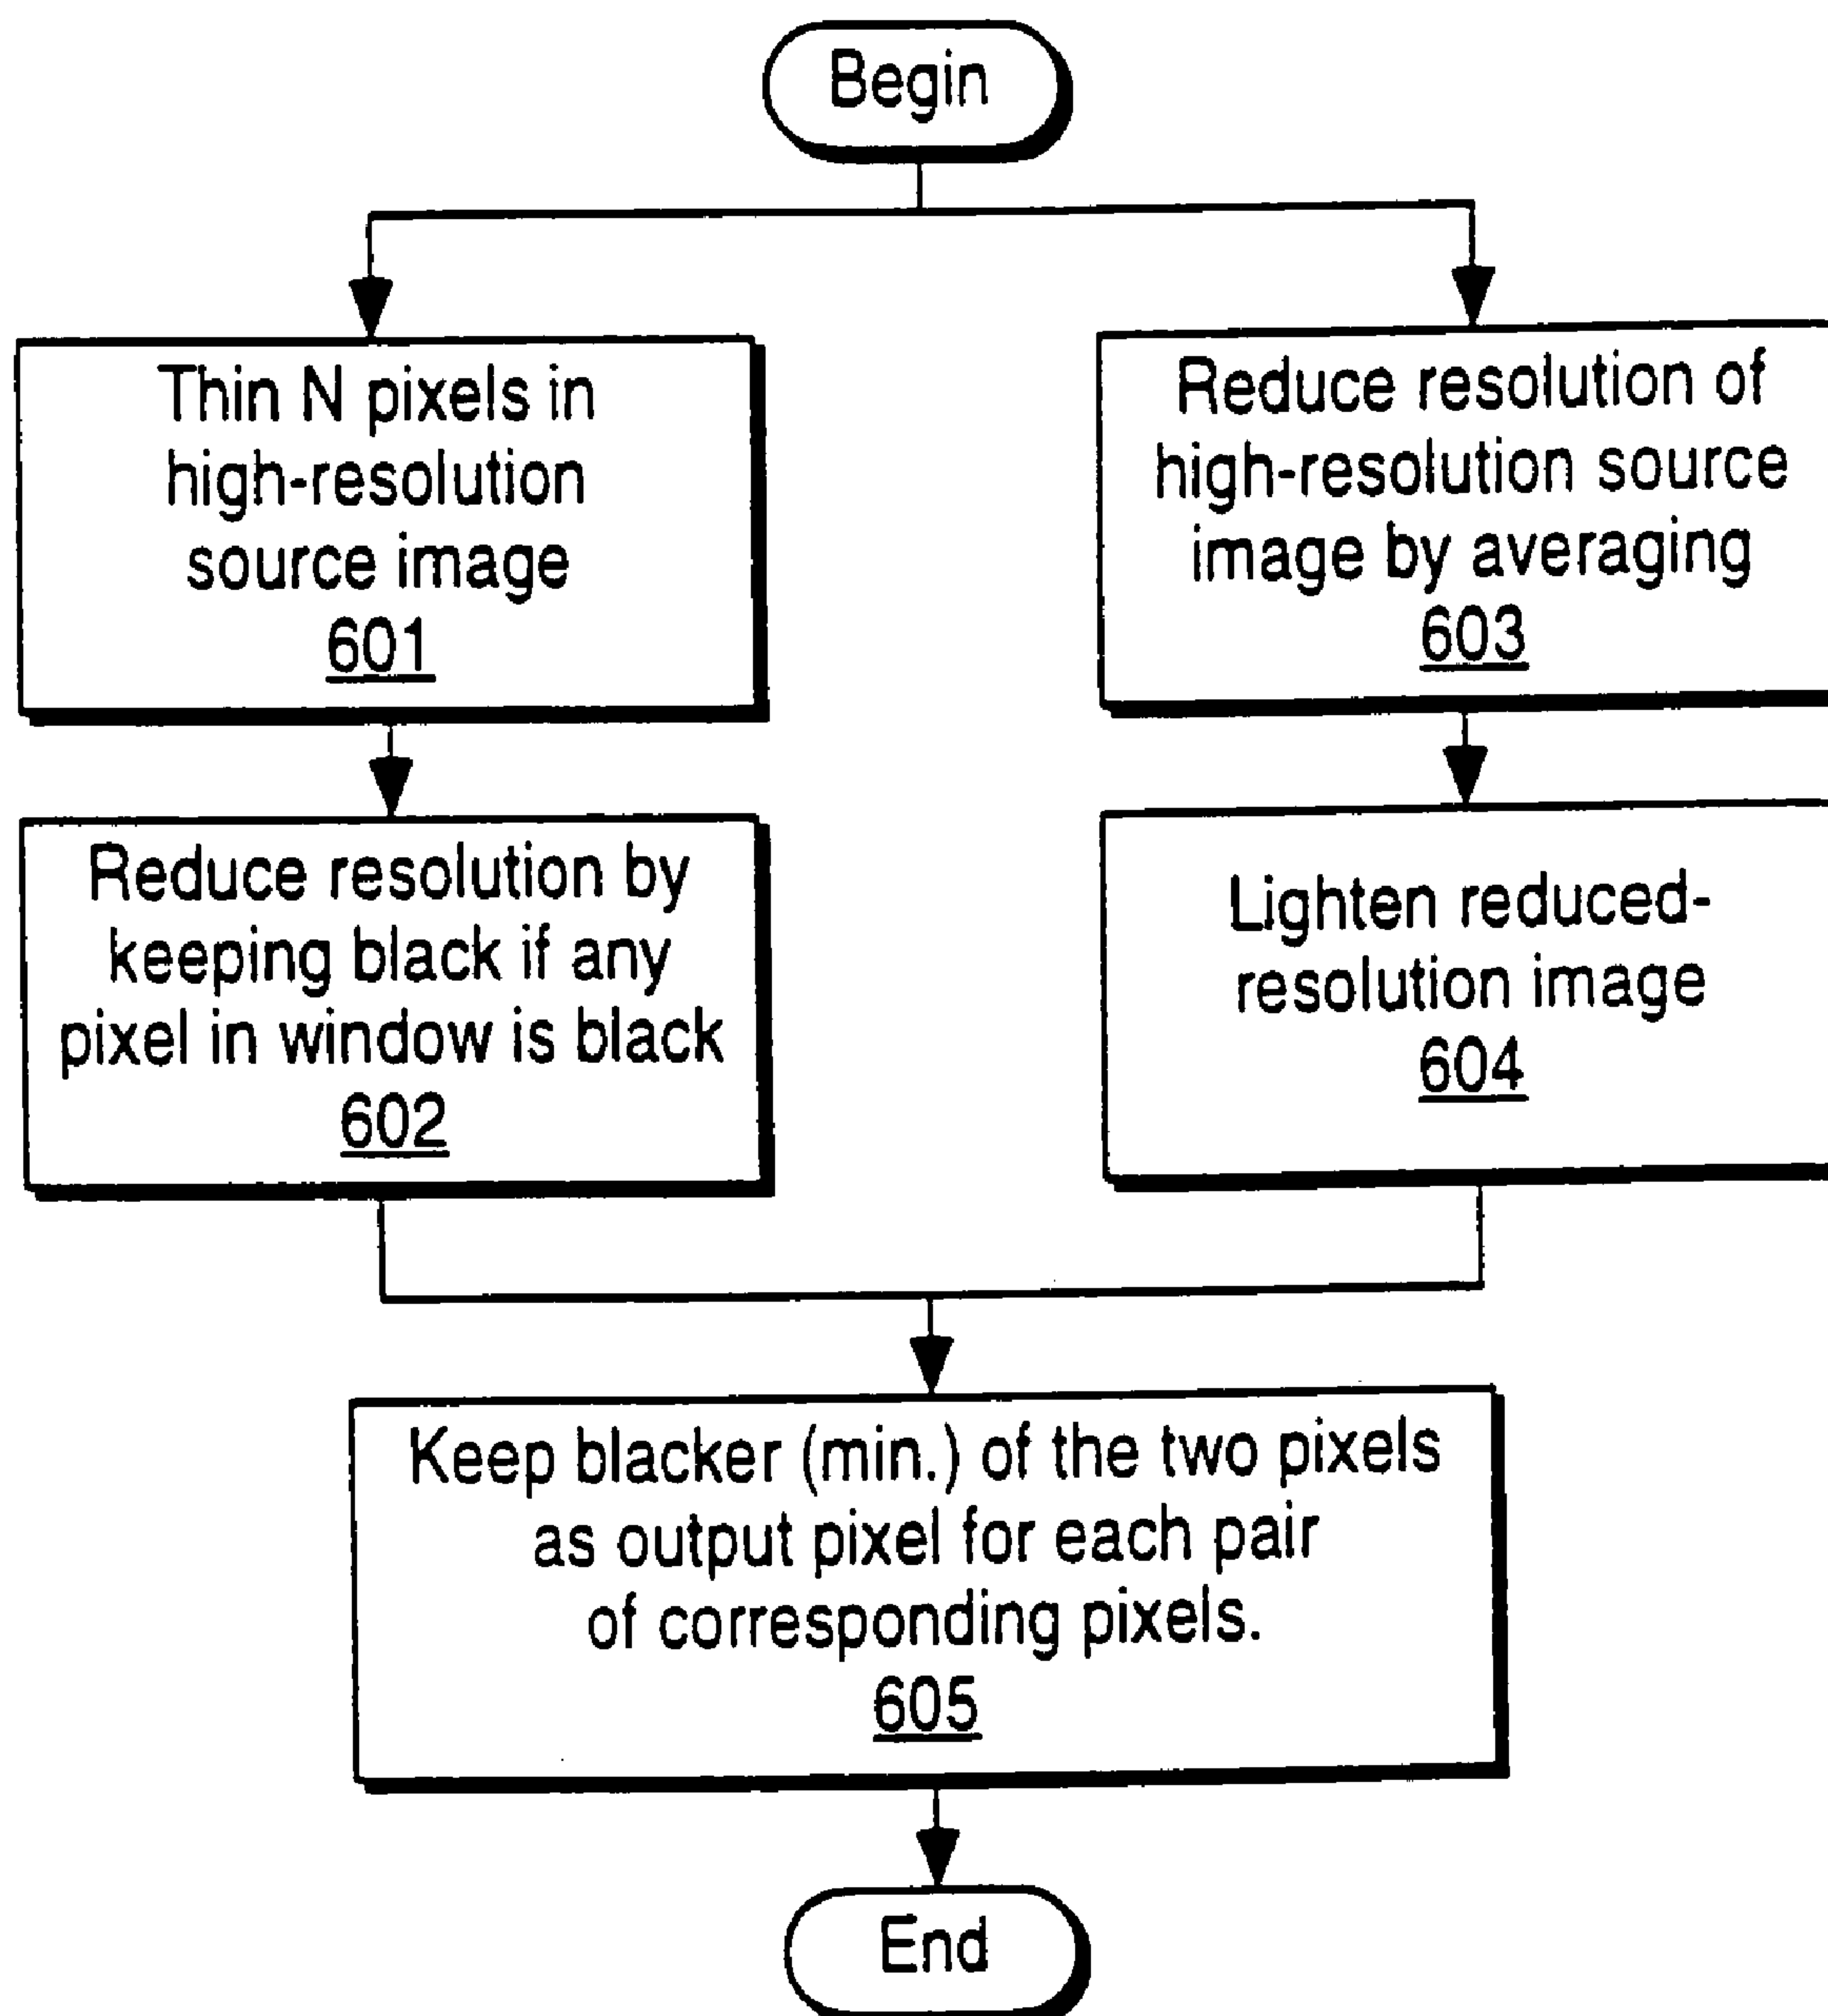 Begin
Thin N pixels in
high-resolution
source image
601
Reduce resolution by
keeping black if any
pixel in window is black
602
Reduce resolution of
high-resolution source
image by averaging
603
Lighten reduced-
resolution image
604
Keep blacker (min.) of the two pixels
as output pixel for each pair
of corresponding pixels.
605
End